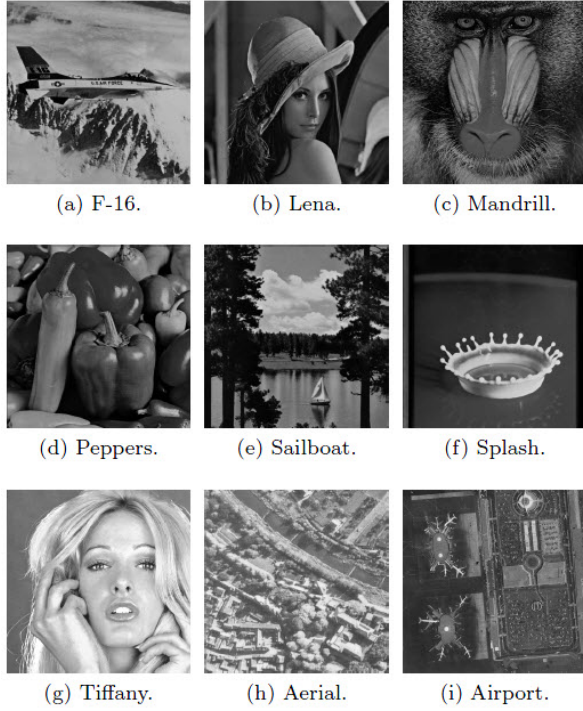 U.S. AIR FORCE
(a) F-16.
(b) Lena.
(c) Mandrill.
(d) Peppers.
(e) Sailboat.
(f) Splash.
(g) Tiffany.
(h) Aerial.
(i) Airport.